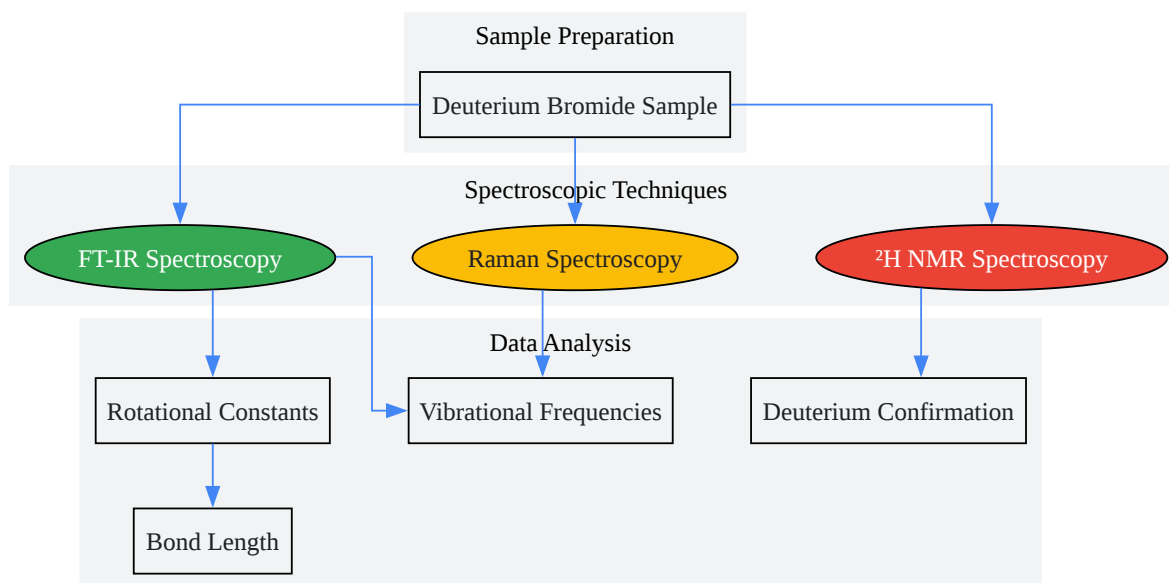 Sample Preparation
Deuterium Bromide Sample
Spectroscopic Techniques
FT-IR Spectroscopy
Raman Spectroscopy
²H NMR Spectroscopy
Data Analysis
Rotational Constants
Vibrational Frequencies
Deuterium Confirmation
Bond Length